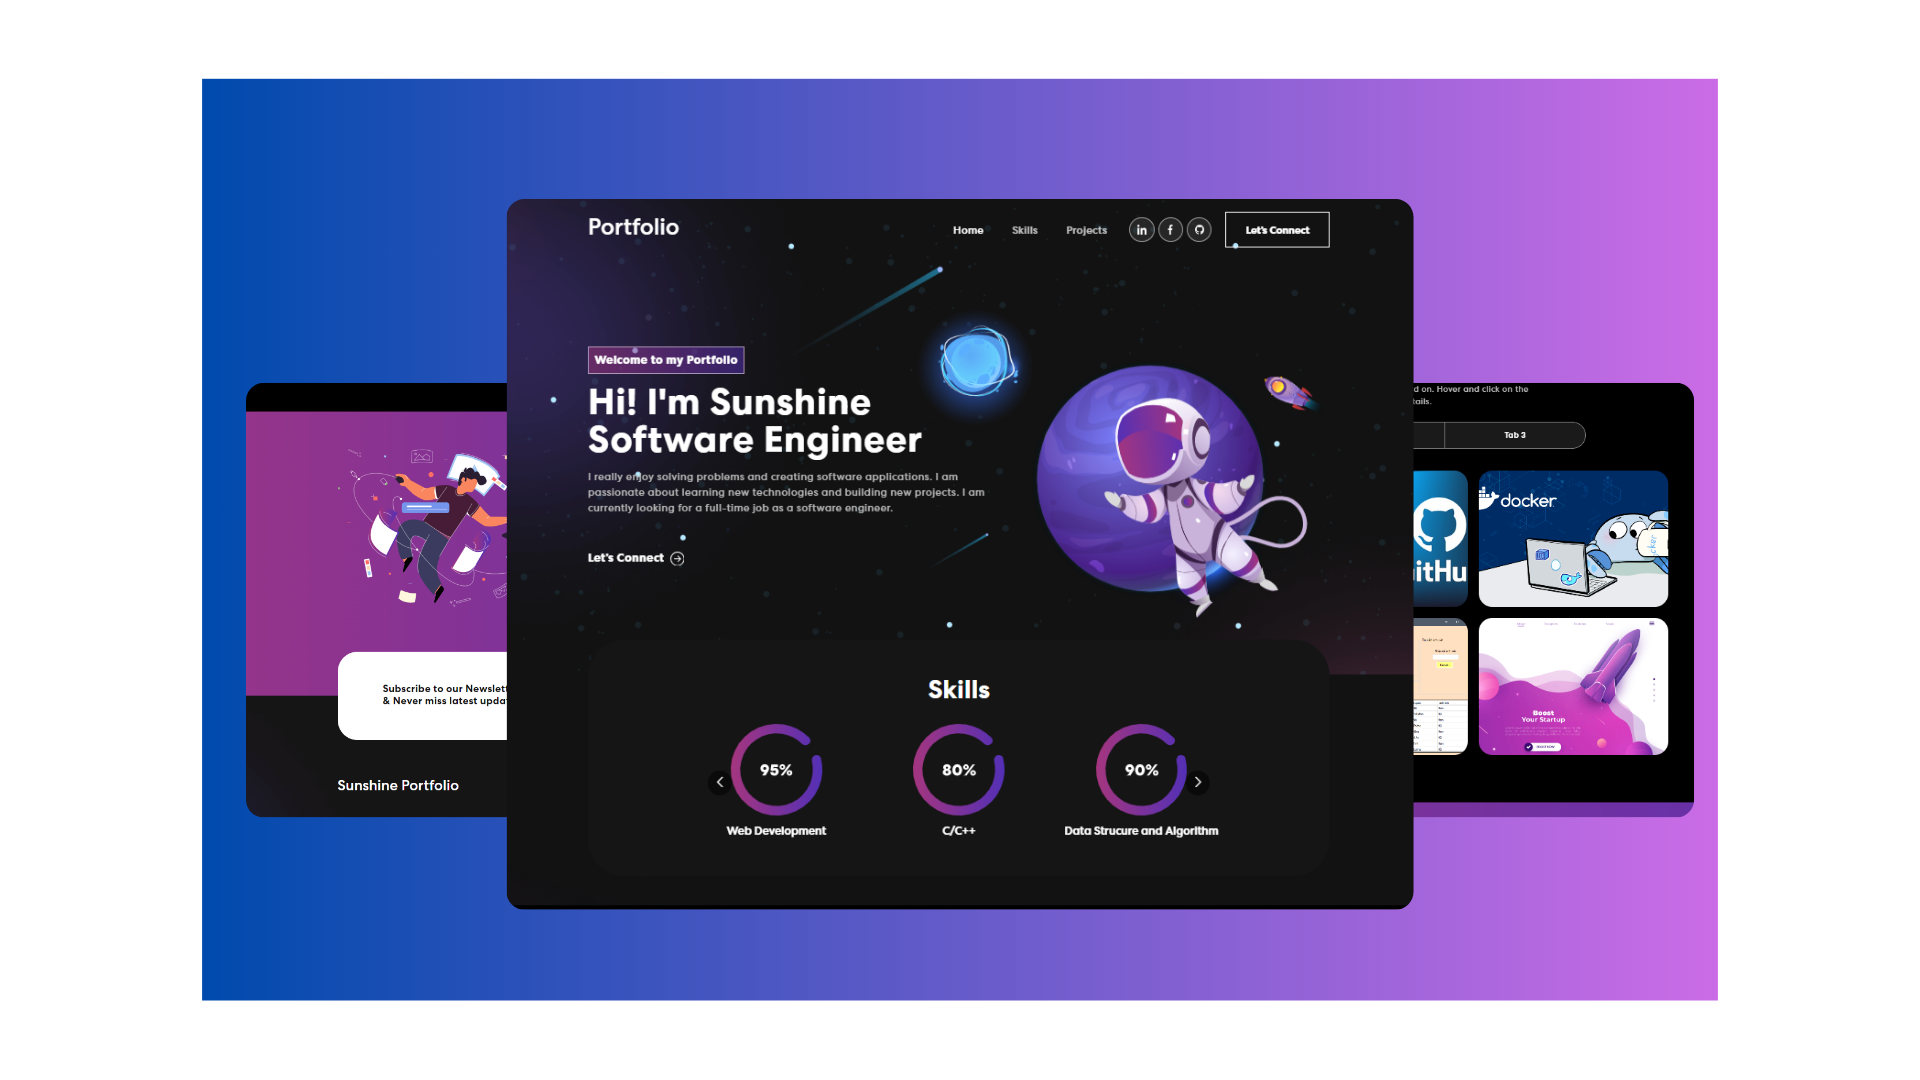 Portfolio
Home
Skills
Projects
in
f
Let's Connect
Welcome to my Portfolio
Hi! I'm Sunshine
Software Engineer
I really enjoy solving problems and creating software applications. I am
passionate about learning new technologies and building new projects. I am
currently looking for a full-time job as a software engineer.
Let's Connect
Skills
95%
80%
90%
Web Development
C/C++
Data Strucure and Algorithm
Subscribe to our Newslett
& Never miss latest upda
Sunshine Portfolio
d on. Hover and click on the
tails.
Tab 3
itHu
docker
cker
Boost
Your Startup